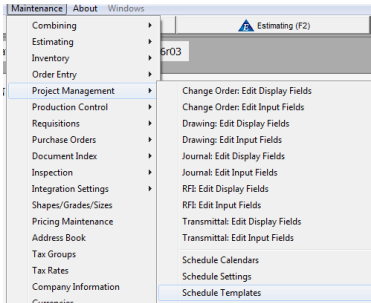 Maintenance About Windows
Combining
Estimating (F2)
Estimating
6r03
Inventory
Order Entry
Project Management
Change Order: Edit Display Fields
Production Control
Change Order: Edit Input Fields
Requisitions
Drawing: Edit Display Fields
Purchase Orders
Drawing: Edit Input Fields
Document Index
Journal: Edit Display Fields
Inspection
Journal: Edit Input Fields
Integration Settings
RFI: Edit Display Fields
Shapes/Grades/Sizes
RFI: Edit Input Fields
Pricing Maintenance
Transmittal: Edit Display Fields
Address Book
Transmittal: Edit Input Fields
Tax Groups
Schedule Calendars
Tax Rates
Schedule Settings
Company Information
Schedule Templates
Currencies